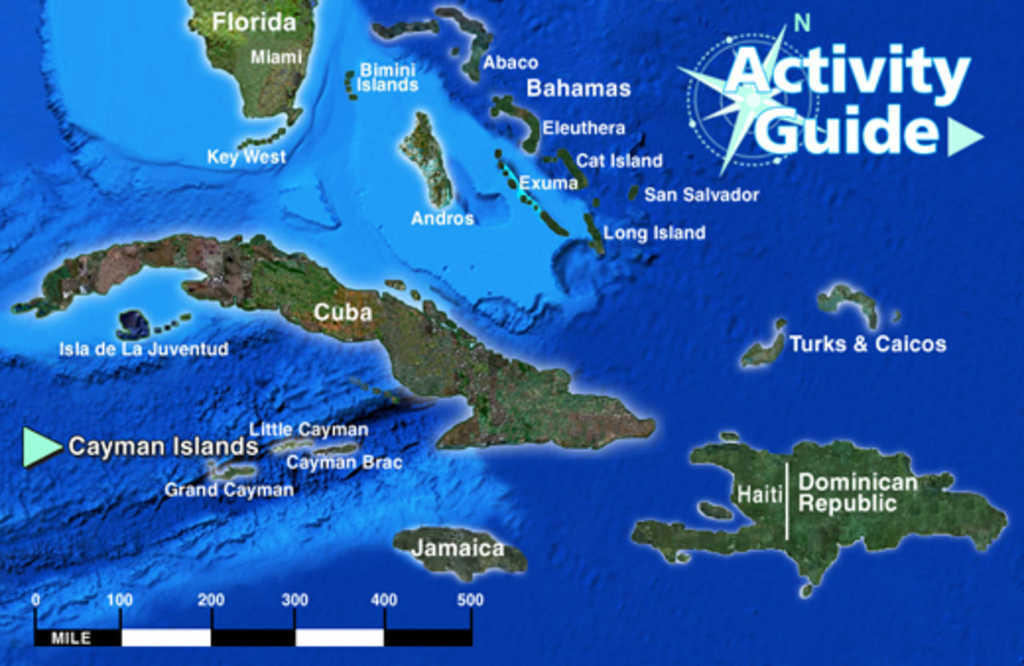 Florida
Miami
Key West
Bimini
Islands
Abaco
Bahamas
Eleuthera
Cat Island
Exuma
San Salvador
Andros
Long Island
N
Activity
Guide
Cuba
Isla de La Juventud
Turks & Caicos
Little Cayman
Cayman Islands
Cayman Brac
Grand Cayman
Haiti
Dominican
Republic
Jamaica
0 100 200 300 400 500
MILE